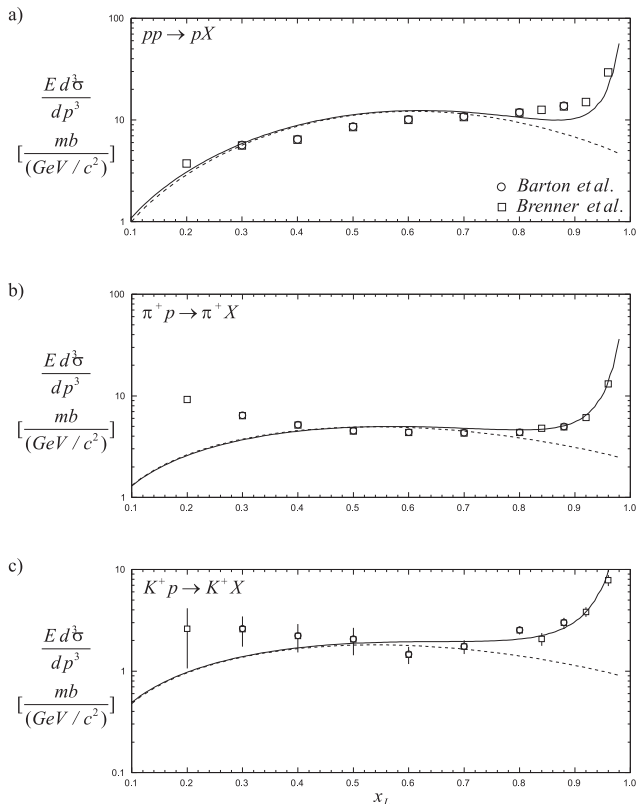 a)
pp → pX
E d³σ
dp³
[ mb
(GeV / c²) ]
100
10
1
0.1 0.2 0.3 0.4 0.5 0.6 0.7 0.8 0.9 1.0
Barton et al.
Brenner et al.
b)
π⁺ p → π⁺ X
E d³σ
dp³
[ mb
(GeV / c²) ]
100
10
1
0.1 0.2 0.3 0.4 0.5 0.6 0.7 0.8 0.9 1.0
c)
K⁺ p → K⁺ X
E d³σ
dp³
[ mb
(GeV / c²) ]
10
1
0.1
0.1 0.2 0.3 0.4 0.5 0.6 0.7 0.8 0.9 1.0